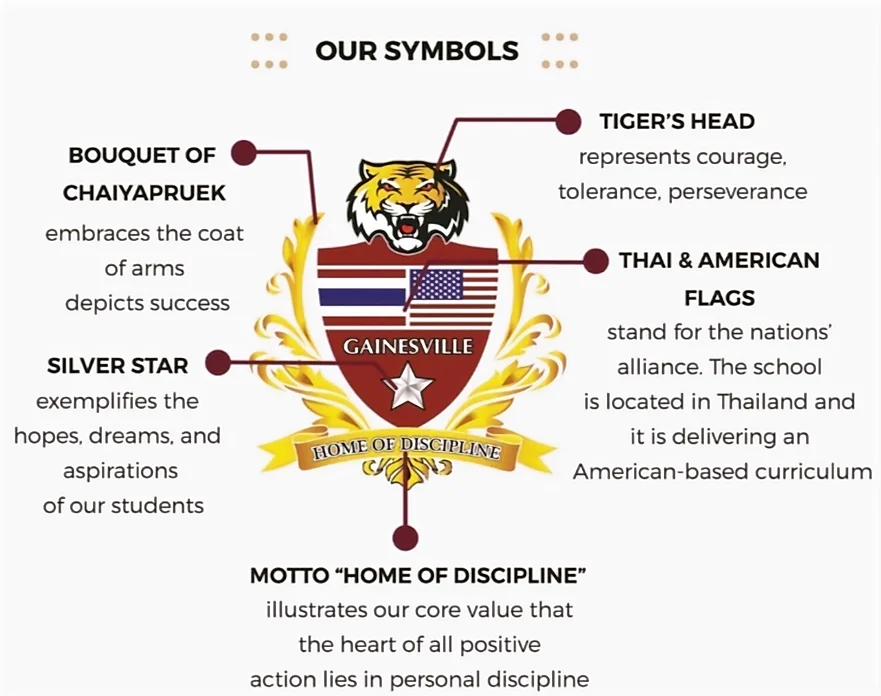 OUR SYMBOLS
BOUQUET OF
CHAIYAPRUEK
embraces the coat
of arms
depicts success
TIGER'S HEAD
represents courage,
tolerance, perseverance
THAI & AMERICAN
FLAGS
stand for the nations'
alliance. The school
is located in Thailand and
it is delivering an
American-based curriculum
SILVER STAR
exemplifies the
hopes, dreams, and
aspirations
of our students
GAINESVILLE
HOME OF DISCIPLINE
MOTTO “HOME OF DISCIPLINE”
illustrates our core value that
the heart of all positive
action lies in personal discipline